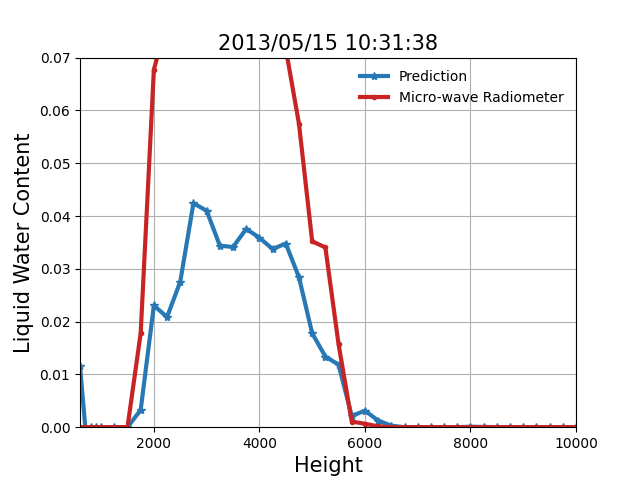 2013/05/15 10:31:38
Prediction
Micro-wave Radiometer
Liquid Water Content
0.07
0.06
0.05
0.04
0.03
0.02
0.01
0.00
2000 4000 6000 8000 10000
Height